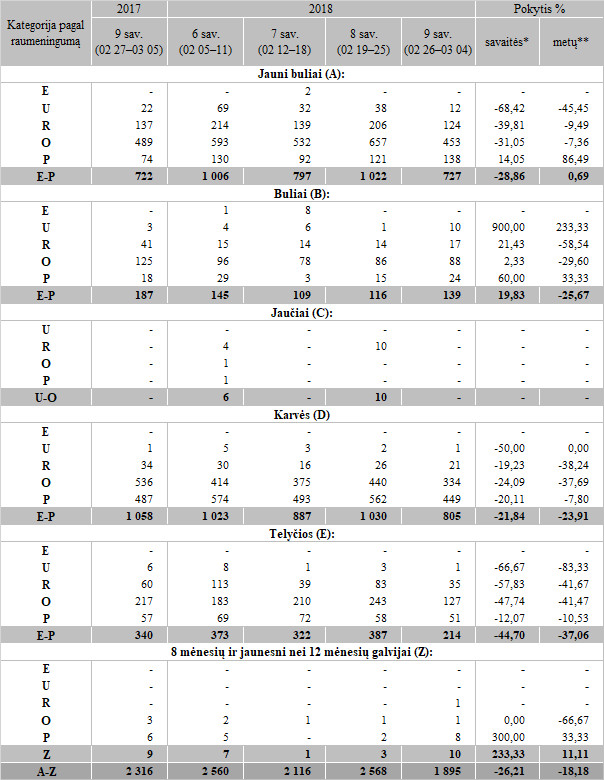 Kategorija pagal raumeningumą | 2017 | 2018 | Pokytis %
9 sav. (02 27–03 05) | 6 sav. (02 05–11) | 7 sav. (02 12–18) | 8 sav. (02 19–25) | 9 sav. (02 26–03 04) | savaitės* | metų**
Jauni buliai (A):
E - - 2 - - - -
U 22 69 32 38 12 -68,42 -45,45
R 137 214 139 206 124 -39,81 -9,49
O 489 593 532 657 453 -31,05 -7,36
P 74 130 92 121 138 14,05 86,49
E-P 722 1 006 797 1 022 727 -28,86 0,69
Buliai (B):
E - 1 8 - - - -
U 3 4 6 1 10 900,00 233,33
R 41 15 14 14 17 21,43 -58,54
O 125 96 78 86 88 2,33 -29,60
P 18 29 3 15 24 60,00 33,33
E-P 187 145 109 116 139 19,83 -25,67
Jaučiai (C):
U - - - - - - -
R - 4 - 10 - - -
O - 1 - - - - -
P - 1 - - - - -
U-O - 6 - 10 - - -
Karvės (D)
E - - - - - - -
U 1 5 3 2 1 -50,00 0,00
R 34 30 16 26 21 -19,23 -38,24
O 536 414 375 440 334 -24,09 -37,69
P 487 574 493 562 449 -20,11 -7,80
E-P 1 058 1 023 887 1 030 805 -21,84 -23,91
Telyčios (E):
E - - - - - - -
U 6 8 1 3 1 -66,67 -83,33
R 60 113 39 83 35 -57,83 -41,67
O 217 183 210 243 127 -47,74 -41,47
P 57 69 72 58 51 -12,07 -10,53
E-P 340 373 322 387 214 -44,70 -37,06
8 mėnesių ir jaunesni nei 12 mėnesių galvijai (Z):
E - - - - - - -
U - - - - - - -
R - - - - 1 - -
O 3 2 1 1 1 0,00 -66,67
P 6 5 - 2 8 300,00 33,33
Z 9 7 1 3 10 233,33 11,11
A-Z 2 316 2 560 2 116 2 568 1 895 -26,21 -18,18